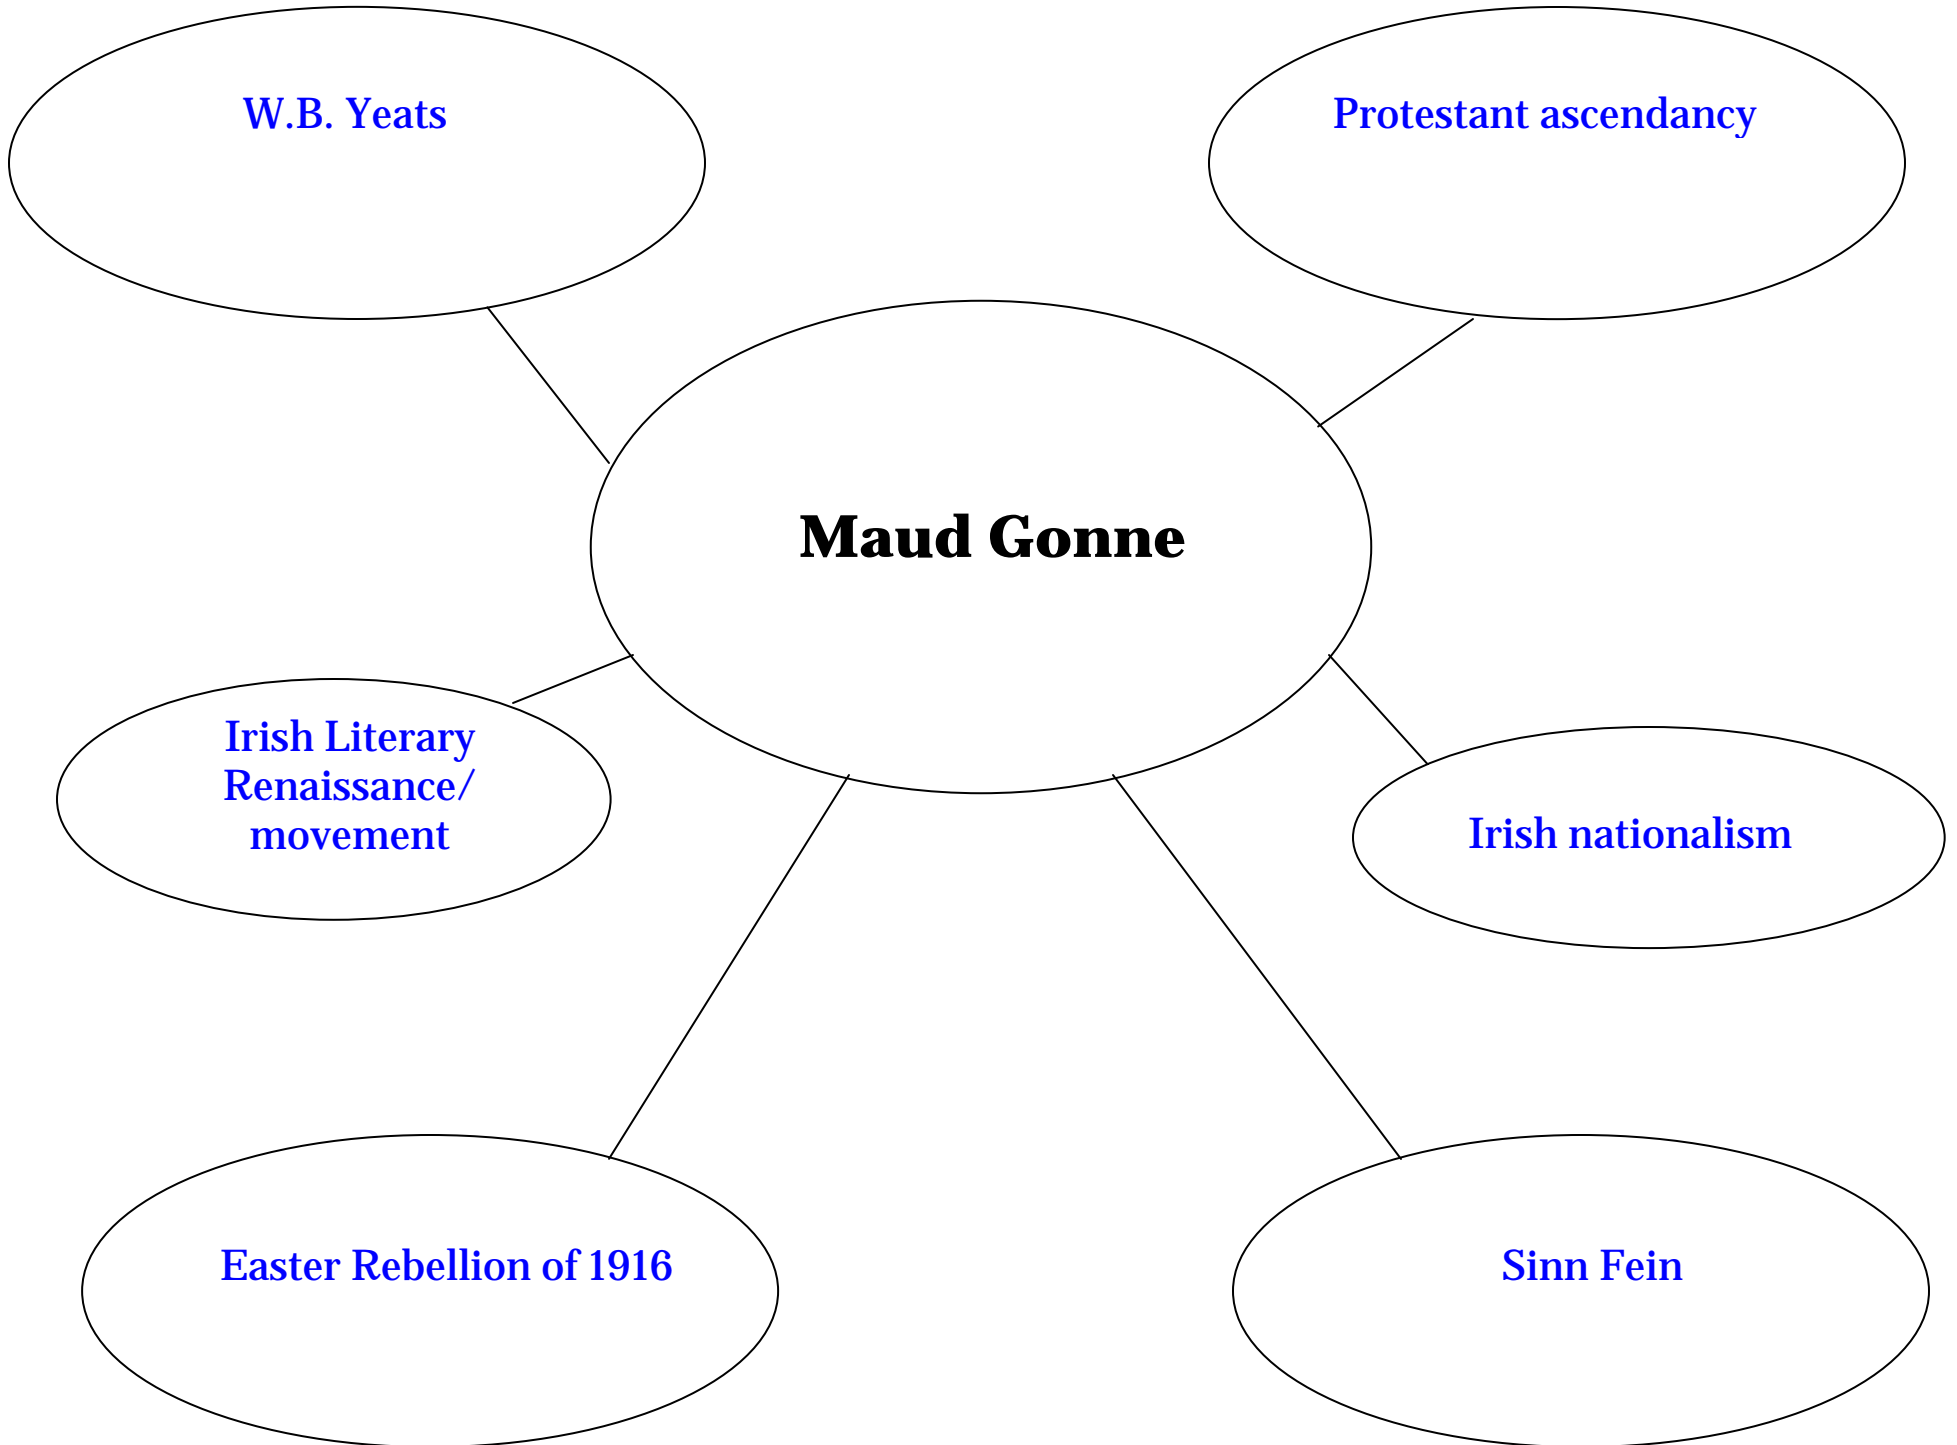 W.B. Yeats
Protestant ascendancy
Maud Gonne
Irish Literary
Renaissance/
movement
Irish nationalism
Easter Rebellion of 1916
Sinn Fein